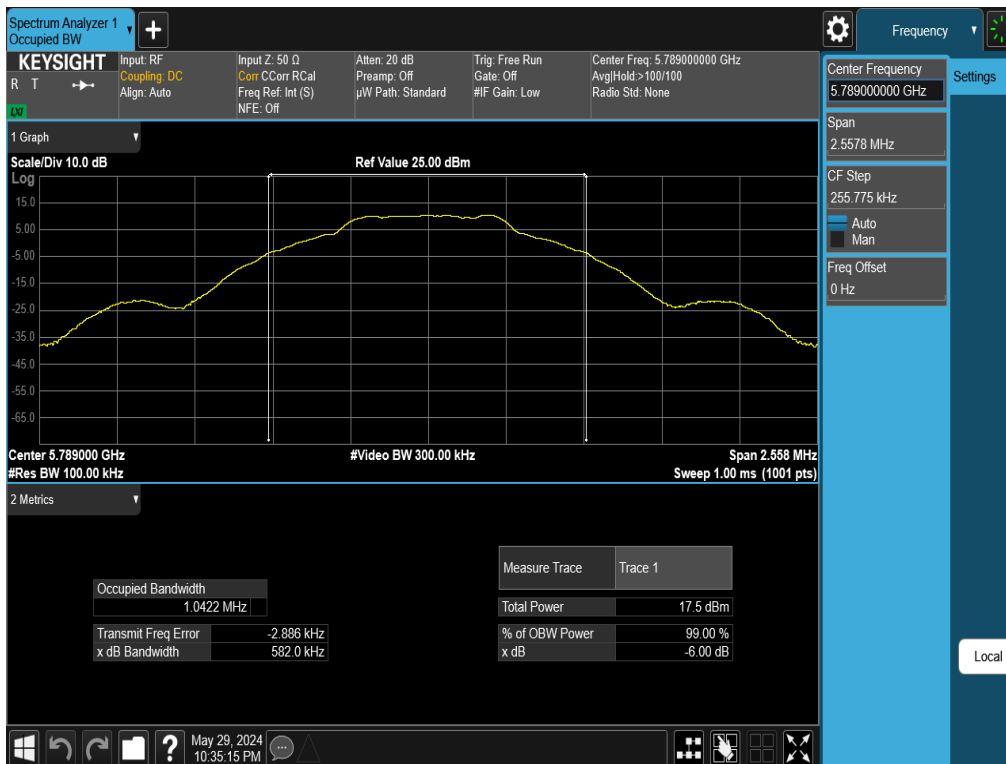 Spectrum Analyzer 1
Occupied BW
Frequency
KEYSIGHT
R T
LXI
Input: RF
Coupling: DC
Align: Auto
Input Z: 50 Ω
Corr CCorr RCal
Freq Ref: Int (S)
NFE: Off
Atten: 20 dB
Preamp: Off
µW Path: Standard
Trig: Free Run
Gate: Off
#IF Gain: Low
Center Freq: 5.789000000 GHz
Avg|Hold:>100/100
Radio Std: None
Center Frequency
5.789000000 GHz
Settings
Span
2.5578 MHz
CF Step
255.775 kHz
Auto
Man
Freq Offset
0 Hz
1 Graph
Scale/Div 10.0 dB
Ref Value 25.00 dBm
Log
15.0
5.00
-5.00
-15.0
-25.0
-35.0
-45.0
-55.0
-65.0
Center 5.789000 GHz
#Video BW 300.00 kHz
Span 2.558 MHz
#Res BW 100.00 kHz
Sweep 1.00 ms (1001 pts)
2 Metrics
Measure Trace Trace 1
Occupied Bandwidth
1.0422 MHz
Total Power 17.5 dBm
Transmit Freq Error -2.886 kHz
% of OBW Power 99.00 %
x dB Bandwidth 582.0 kHz
x dB -6.00 dB
Local
?
May 29, 2024
10:35:15 PM